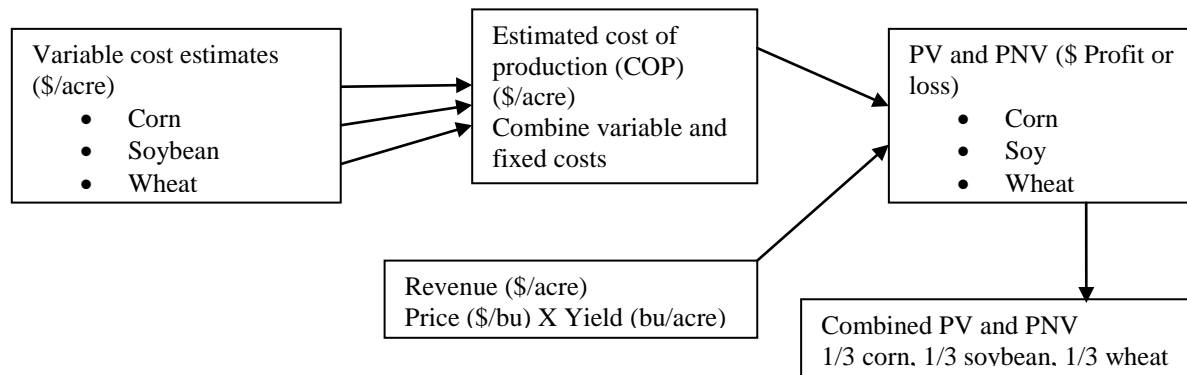 Variable cost estimates
($/acre)
• Corn
• Soybean
• Wheat
Estimated cost of
production (COP)
($/acre)
Combine variable and
fixed costs
PV and PNV ($ Profit or
loss)
• Corn
• Soy
• Wheat
Revenue ($/acre)
Price ($/bu) X Yield (bu/acre)
Combined PV and PNV
1/3 corn, 1/3 soybean, 1/3 wheat